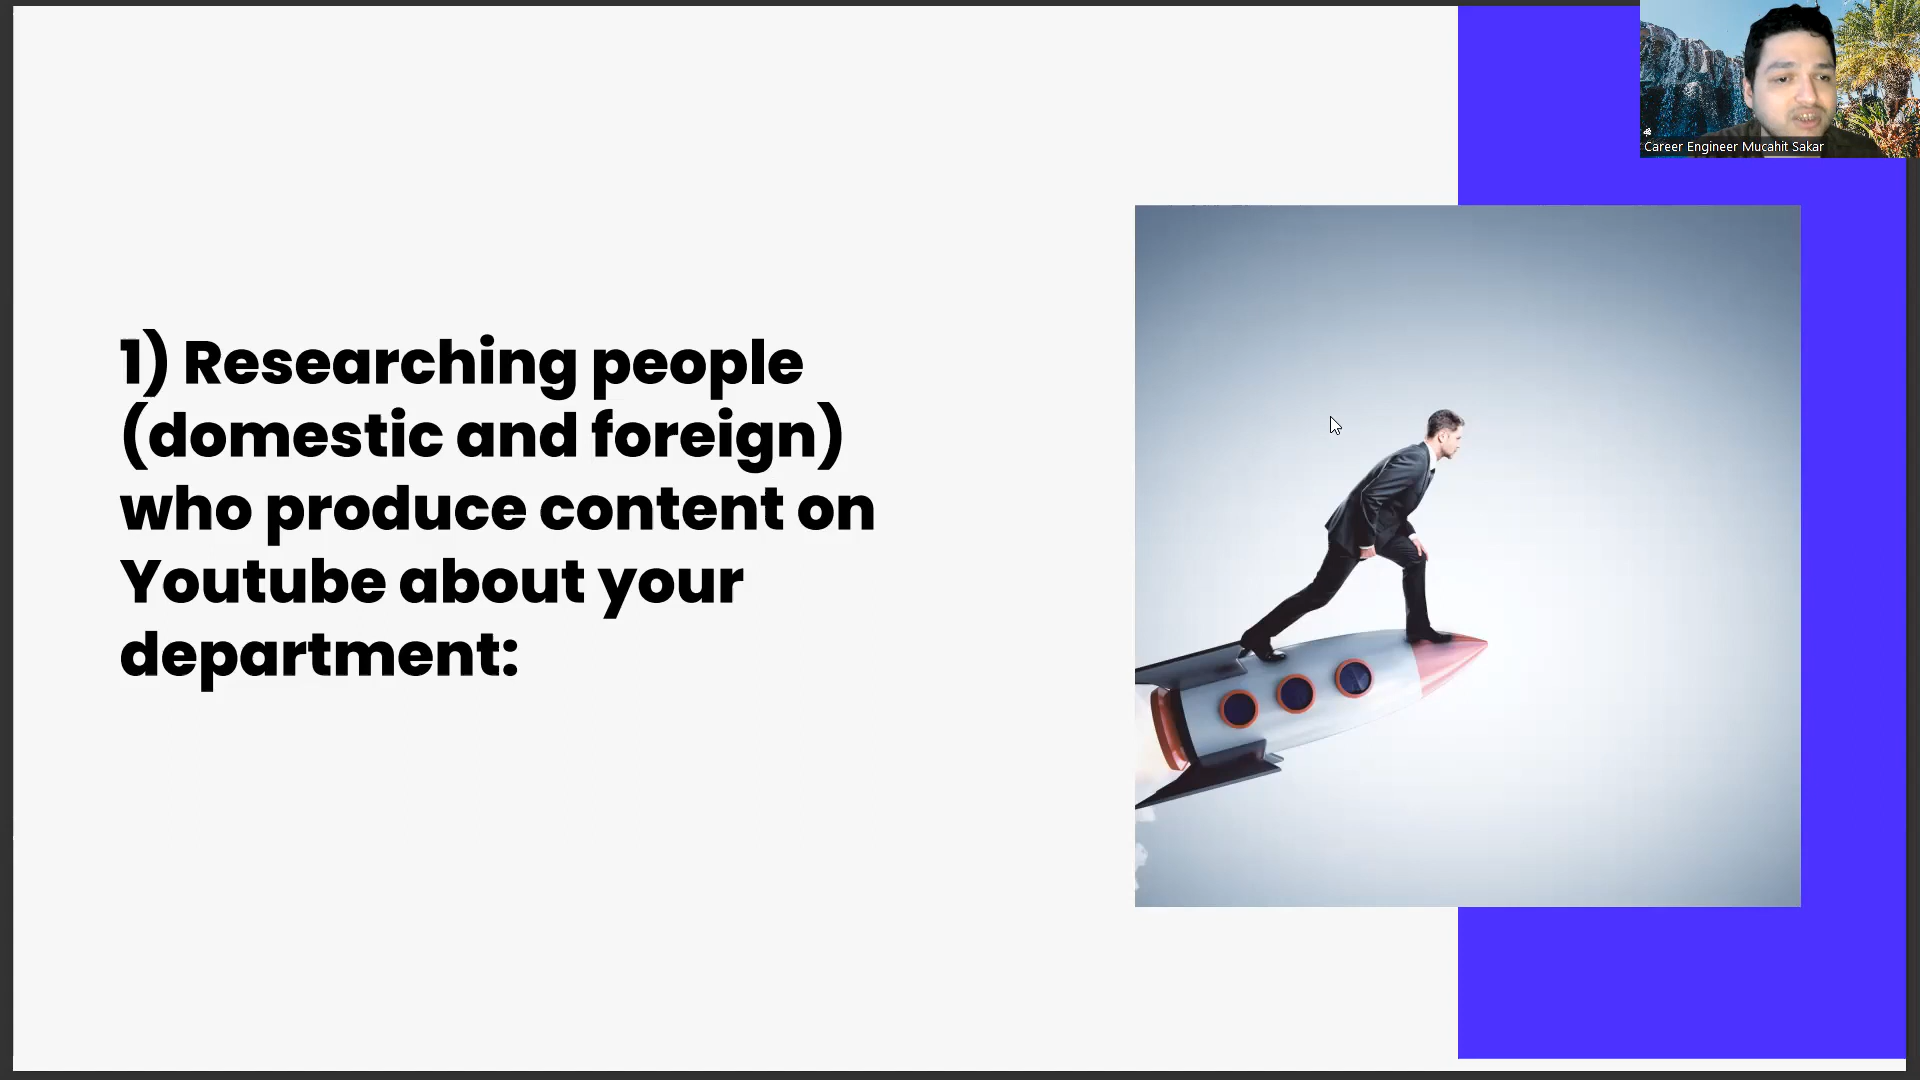 Career Engineer Mucahit Sakar
1) Researching people
(domestic and foreign)
who produce content on
Youtube about your
department: